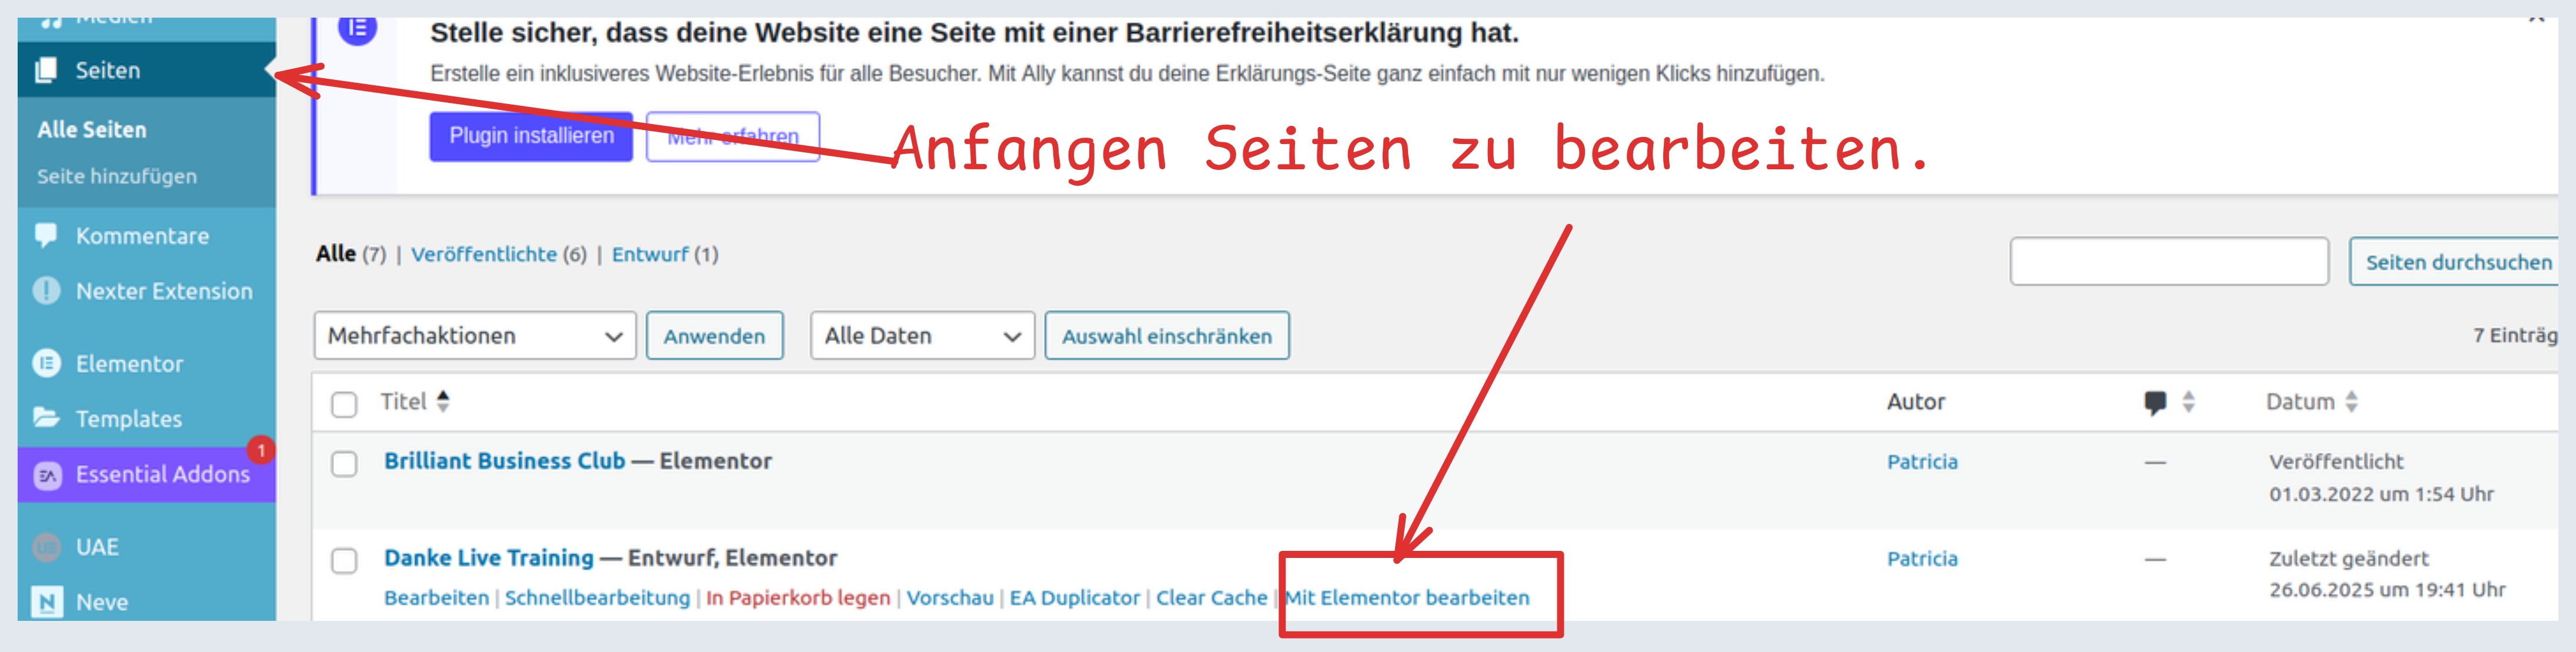 Medien
Seiten
Alle Seiten
Seite hinzufügen
Kommentare
Nexter Extension
Elementor
Templates
Essential Addons
1
UAE
Neve
Stelle sicher, dass deine Website eine Seite mit einer Barrierefreiheitserklärung hat.
Erstelle ein inklusiveres Website-Erlebnis für alle Besucher. Mit Ally kannst du deine Erklärungs-Seite ganz einfach mit nur wenigen Klicks hinzufügen.
Plugin installieren
Mehr erfahren
Anfangen Seiten zu bearbeiten.
Alle (7) | Veröffentlichte (6) | Entwurf (1)
Seiten durchsuchen
Mehrfachaktionen
Anwenden
Alle Daten
Auswahl einschränken
7 Einträg
Titel
Autor
Datum
Brilliant Business Club — Elementor
Patricia
—
Veröffentlicht
01.03.2022 um 1:54 Uhr
Danke Live Training — Entwurf, Elementor
Bearbeiten | Schnellbearbeitung | In Papierkorb legen | Vorschau | EA Duplicator | Clear Cache | Mit Elementor bearbeiten
Patricia
—
Zuletzt geändert
26.06.2025 um 19:41 Uhr